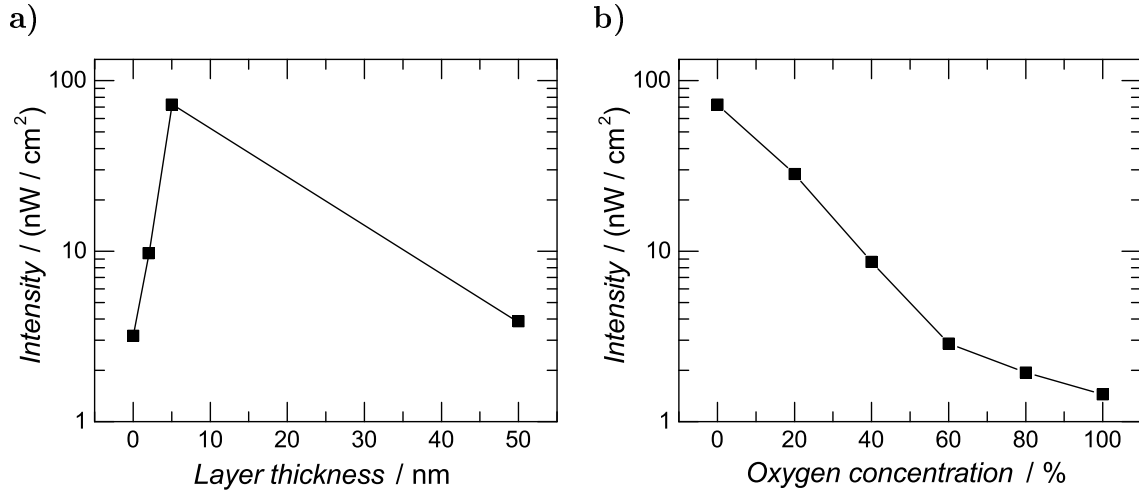 a)
100
10
1
Intensity / (nW / cm²)
0 10 20 30 40 50
Layer thickness / nm
b)
100
10
1
Intensity / (nW / cm²)
0 20 40 60 80 100
Oxygen concentration / %